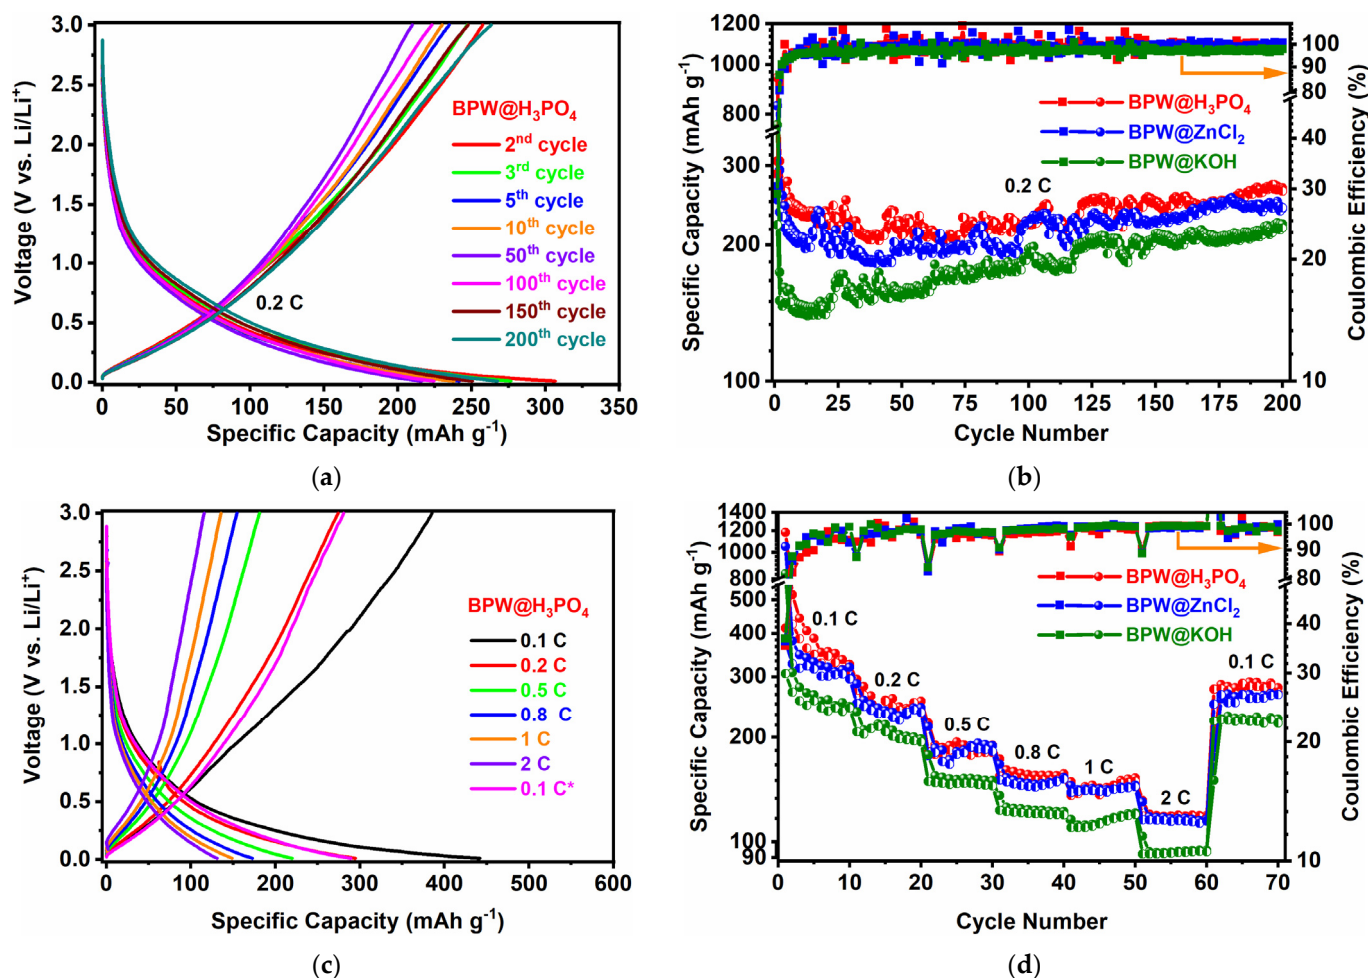 3.0
2.5
2.0
1.5
1.0
0.5
0.0
Voltage (V vs. Li/Li⁺)
BPW@H₃PO₄
2ⁿᵈ cycle
3ʳᵈ cycle
5ᵗʰ cycle
10ᵗʰ cycle
50ᵗʰ cycle
100ᵗʰ cycle
150ᵗʰ cycle
200ᵗʰ cycle
0.2 C
0 50 100 150 200 250 300 350
Specific Capacity (mAh g⁻¹)
(a)
1200
1000
800
300
200
100
Specific Capacity (mAh g⁻¹)
BPW@H₃PO₄
BPW@ZnCl₂
BPW@KOH
0.2 C
100
90
80
40
30
20
10
Coulombic Efficiency (%)
0 25 50 75 100 125 150 175 200
Cycle Number
(b)
3.0
2.5
2.0
1.5
1.0
0.5
0.0
Voltage (V vs. Li/Li⁺)
BPW@H₃PO₄
0.1 C
0.2 C
0.5 C
0.8 C
1 C
2 C
0.1 C*
0 100 200 300 400 500 600
Specific Capacity (mAh g⁻¹)
(c)
1400
1200
1000
800
500
400
300
200
100
90
Specific Capacity (mAh g⁻¹)
BPW@H₃PO₄
BPW@ZnCl₂
BPW@KOH
0.1 C
0.2 C
0.5 C
0.8 C
1 C
2 C
0.1 C
100
90
80
40
30
20
10
Coulombic Efficiency (%)
0 10 20 30 40 50 60 70
Cycle Number
(d)